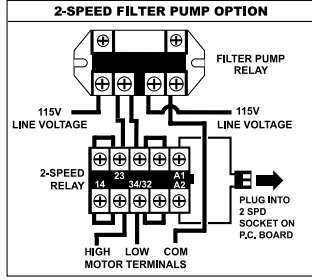 2-SPEED FILTER PUMP OPTION
FILTER PUMP
RELAY
115V
LINE VOLTAGE
115V
LINE VOLTAGE
2-SPEED
RELAY
23
14
34/32
A1
A2
PLUG INTO
2 SPD
SOCKET ON
P.C. BOARD
HIGH LOW COM
MOTOR TERMINALS